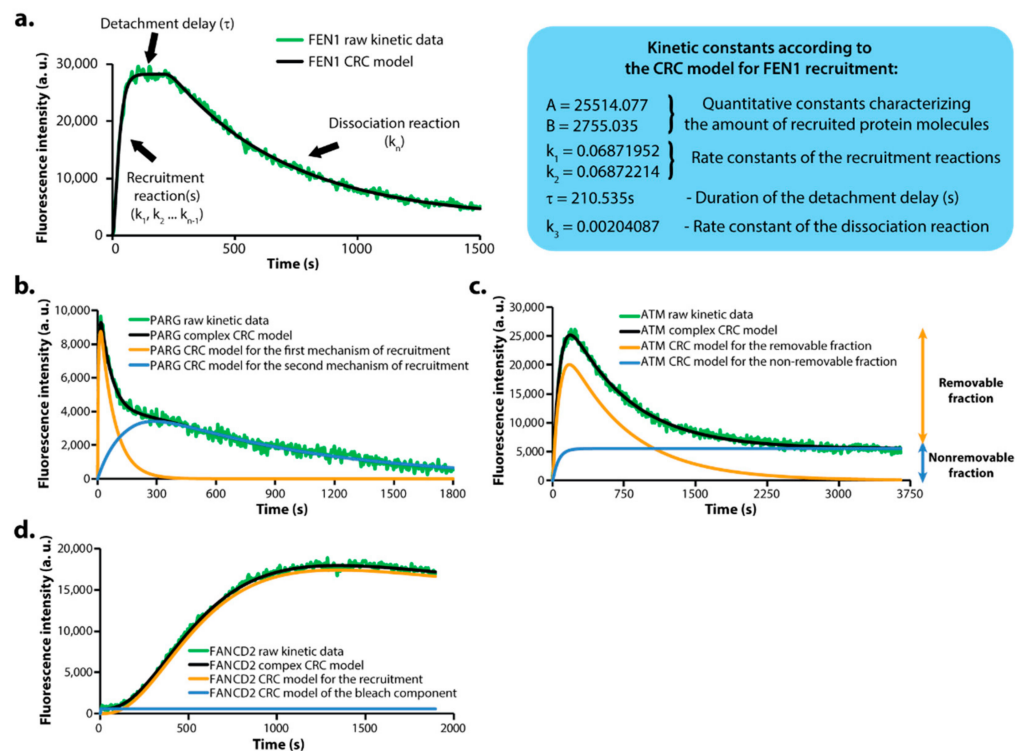 a.
Detachment delay (τ)
FEN1 raw kinetic data
FEN1 CRC model
Fluorescence intensity (a. u.)
30,000
20,000
10,000
0
Dissociation reaction
(kn)
Recruitment
reaction(s)
(k1, k2 ... kn-1)
0
500
1000
1500
Time (s)
Kinetic constants according to
the CRC model for FEN1 recruitment:
A = 25514.077
B = 2755.035
Quantitative constants characterizing
the amount of recruited protein molecules
k1 = 0.06871952
k2 = 0.06872214
Rate constants of the recruitment reactions
τ = 210.535s - Duration of the detachment delay (s)
k3 = 0.00204087 - Rate constant of the dissociation reaction
b.
Fluorescence intensity (a. u.)
10,000
8,000
6,000
4,000
2,000
0
PARG raw kinetic data
PARG complex CRC model
PARG CRC model for the first mechanism of recruitment
PARG CRC model for the second mechanism of recruitment
0
300
600
900
1200
1500
1800
Time (s)
c.
Fluorescence intensity (a. u.)
30,000
25,000
20,000
15,000
10,000
5,000
0
ATM raw kinetic data
ATM complex CRC model
ATM CRC model for the removable fraction
ATM CRC model for the non-removable fraction
Removable
fraction
Nonremovable
fraction
0
750
1500
2250
3000
3750
Time (s)
d.
Fluorescence intensity (a. u.)
20,000
15,000
10,000
5,000
0
FANCD2 raw kinetic data
FANCD2 compex CRC model
FANCD2 CRC model for the recruitment
FANCD2 CRC model of the bleach component
0
500
1000
1500
2000
Time (s)